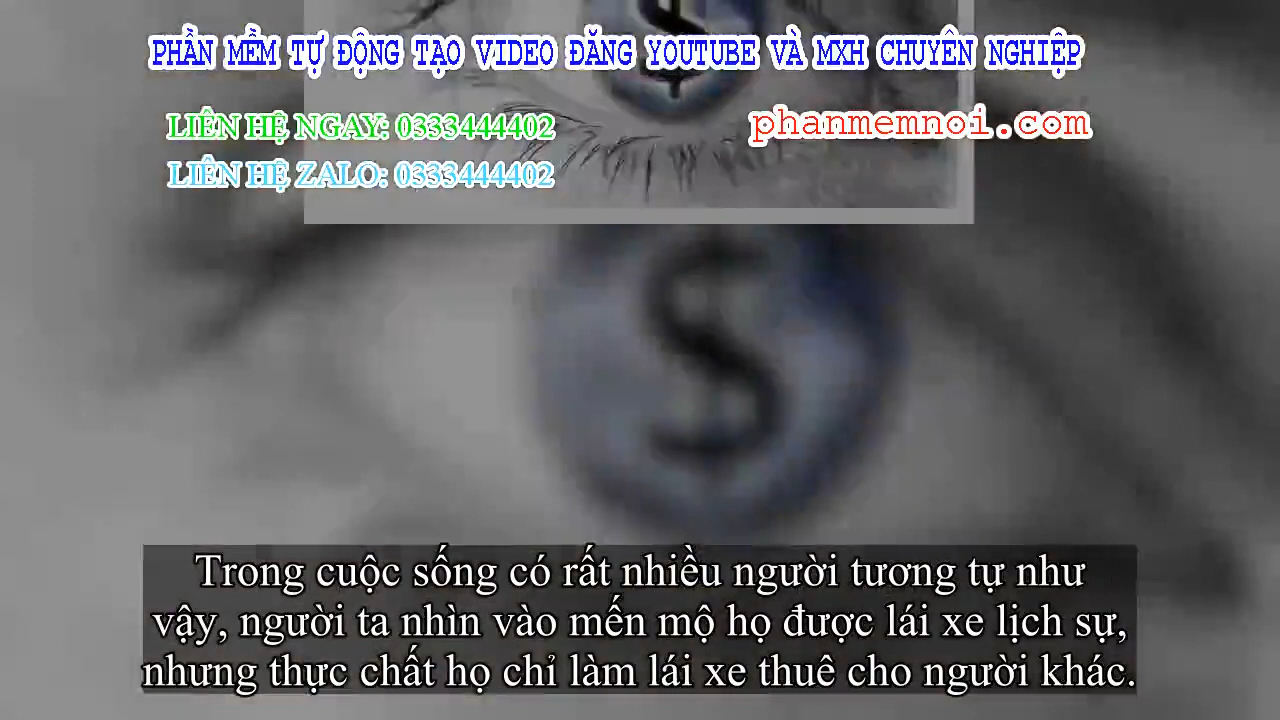 PHẦN MỀM TỰ ĐỘNG TẠO VIDEO ĐĂNG YOUTUBE VÀ MXH CHUYÊN NGHIỆP
LIÊN HỆ NGAY: 0333444402
phanmemnoi.com
LIÊN HỆ ZALO: 0333444402
$
$
Trong cuộc sống có rất nhiều người tương tự như
vậy, người ta nhìn vào mến mộ họ được lái xe lịch sự,
nhưng thực chất họ chỉ làm lái xe thuê cho người khác.